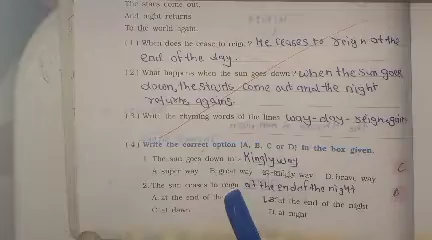 The stars come out,
And night returns
To the world again.
(1) When does he cease to reign? He ceases to reign at the
end of the day.
(2) What happens when the sun goes down? when the sun goes
down, the stards come out and the night
returns agains.
(3) Write the rhyming words of the lines way - day - reign - again
(4) Write the correct option (A, B, C or D) in the box given.
1. The sun goes down in - Kingly way C
A. super way B. great way C. kingly way D. brave way
2. The sun ceases to reign at the end of the night A
A. at the end of the B. at the end of the night
C. at dawn D. at night